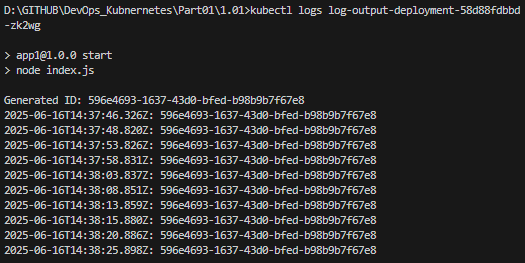 D:\GITHUB\DevOps_Kubnernetes\Part01\1.01>kubectl logs log-output-deployment-58d88fdbbd
-zk2wg

> app1@1.0.0 start
> node index.js

Generated ID: 596e4693-1637-43d0-bfed-b98b9b7f67e8
2025-06-16T14:37:46.326Z: 596e4693-1637-43d0-bfed-b98b9b7f67e8
2025-06-16T14:37:48.820Z: 596e4693-1637-43d0-bfed-b98b9b7f67e8
2025-06-16T14:37:53.826Z: 596e4693-1637-43d0-bfed-b98b9b7f67e8
2025-06-16T14:37:58.831Z: 596e4693-1637-43d0-bfed-b98b9b7f67e8
2025-06-16T14:38:03.837Z: 596e4693-1637-43d0-bfed-b98b9b7f67e8
2025-06-16T14:38:08.851Z: 596e4693-1637-43d0-bfed-b98b9b7f67e8
2025-06-16T14:38:13.859Z: 596e4693-1637-43d0-bfed-b98b9b7f67e8
2025-06-16T14:38:15.880Z: 596e4693-1637-43d0-bfed-b98b9b7f67e8
2025-06-16T14:38:20.886Z: 596e4693-1637-43d0-bfed-b98b9b7f67e8
2025-06-16T14:38:25.898Z: 596e4693-1637-43d0-bfed-b98b9b7f67e8